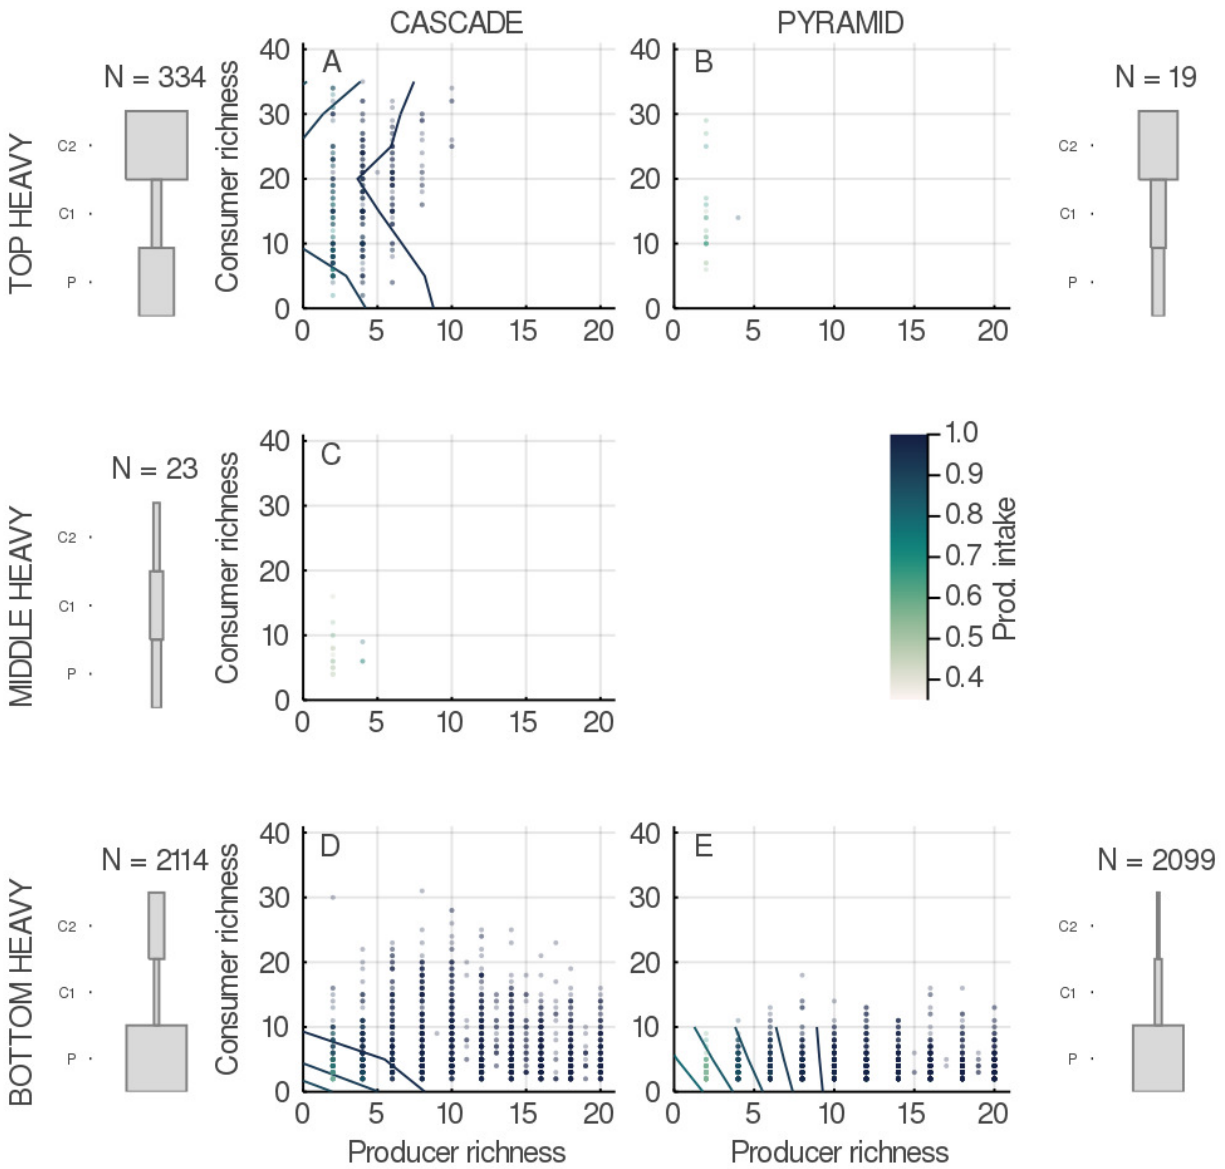 CASCADE
PYRAMID
TOP HEAVY
N = 334
C2
C1
P
Consumer richness
A
40
30
20
10
0
0 5 10 15 20
B
40
30
20
10
0
0 5 10 15 20
N = 19
C2
C1
P
MIDDLE HEAVY
N = 23
C2
C1
P
Consumer richness
C
40
30
20
10
0
0 5 10 15 20
1.0
0.9
0.8
0.7
0.6
0.5
0.4
Prod. intake
BOTTOM HEAVY
N = 2114
C2
C1
P
Consumer richness
D
40
30
20
10
0
0 5 10 15 20
Producer richness
E
40
30
20
10
0
0 5 10 15 20
Producer richness
N = 2099
C2
C1
P